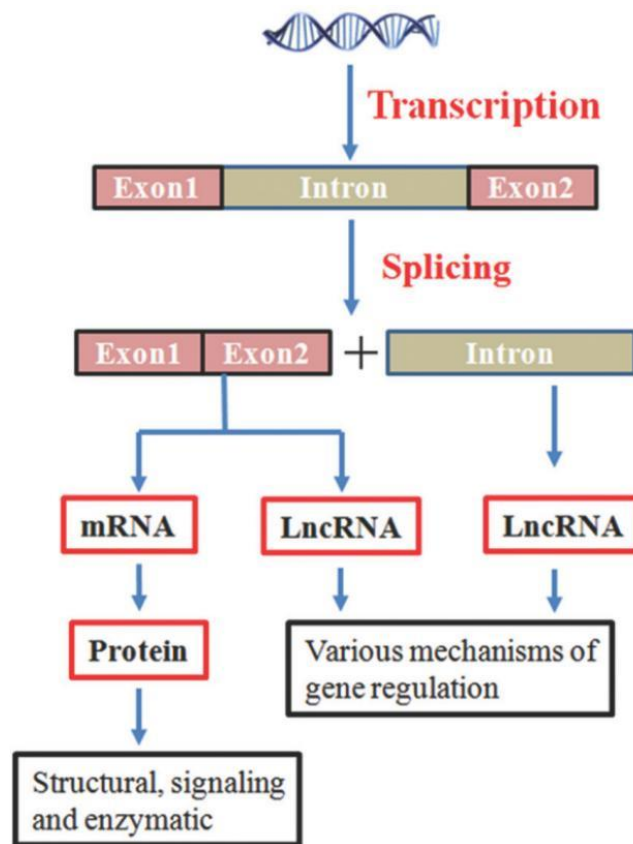 Transcription
Exon1 Intron Exon2
Splicing
Exon1 Exon2 + Intron
mRNA LncRNA LncRNA
Protein
Various mechanisms of
gene regulation
Structural, signaling
and enzymatic